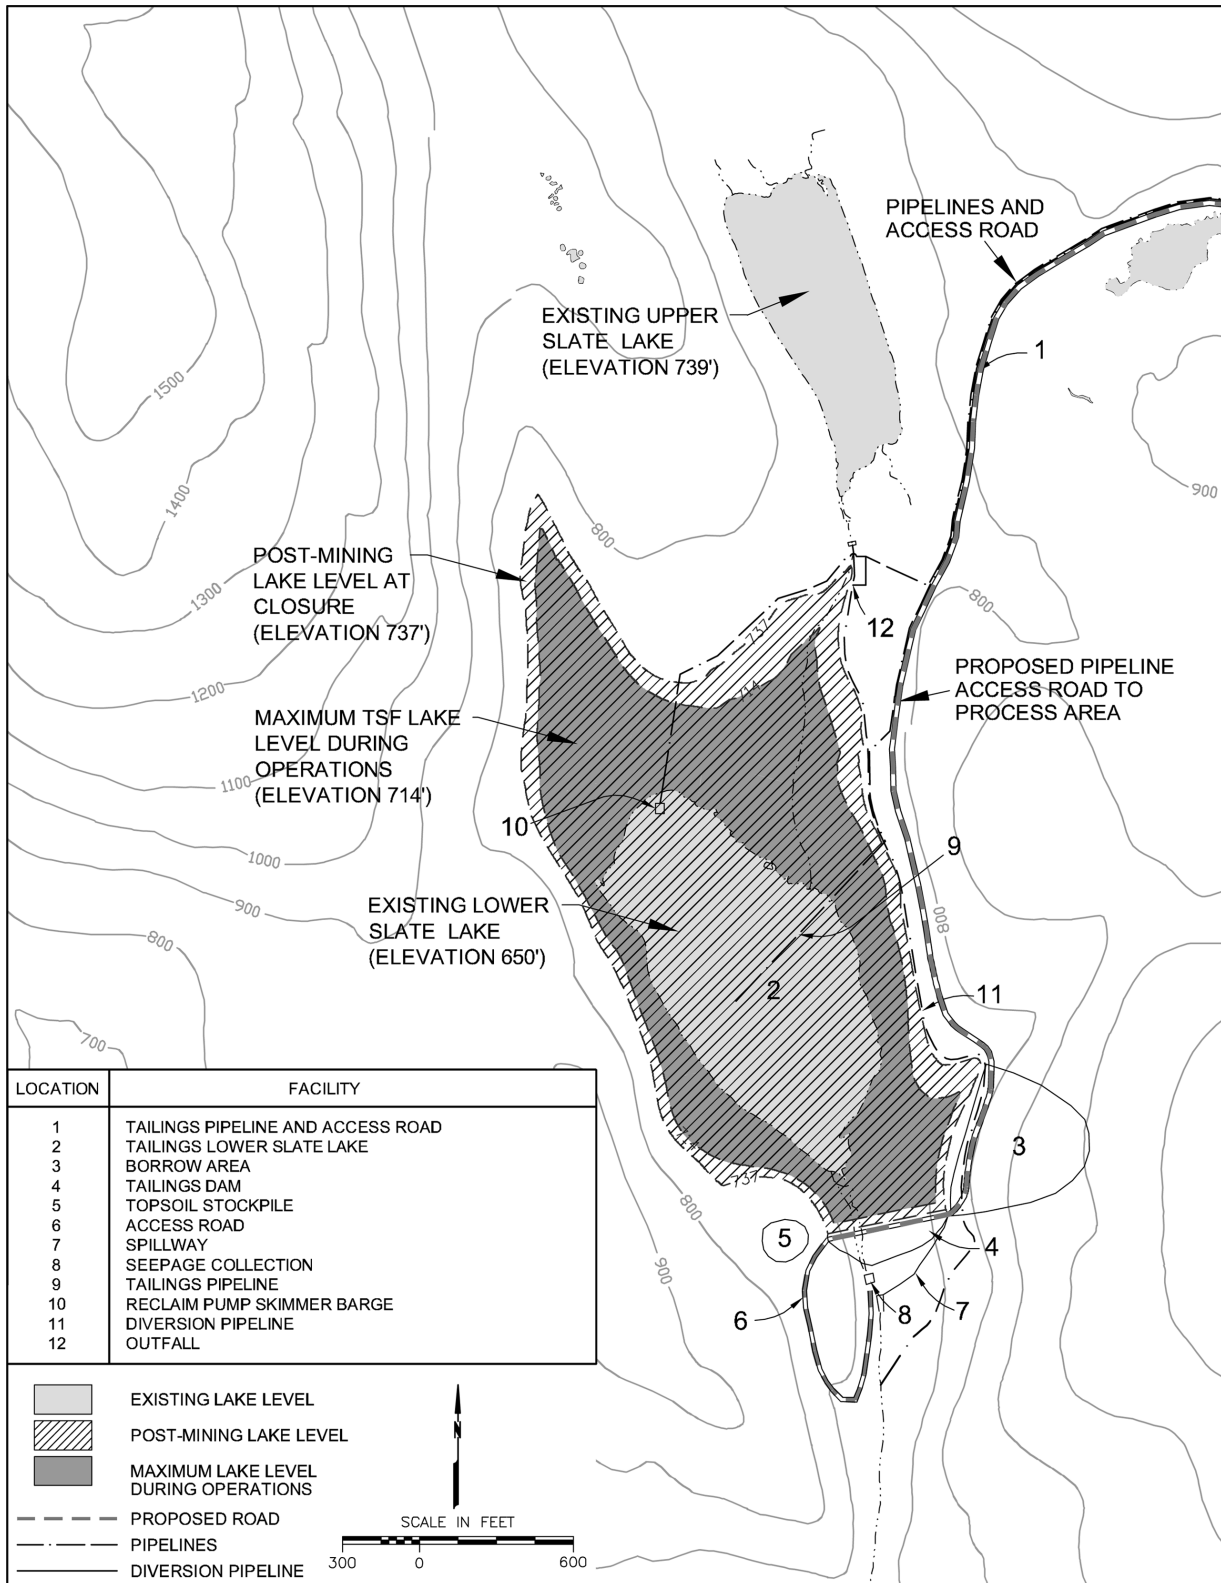 PIPELINES AND
ACCESS ROAD
EXISTING UPPER
SLATE LAKE
(ELEVATION 739')
1
1500
1400
900
800
POST-MINING
LAKE LEVEL AT
CLOSURE
(ELEVATION 737')
1300
800
737
12
1200
PROPOSED PIPELINE
ACCESS ROAD TO
PROCESS AREA
714
MAXIMUM TSF LAKE
LEVEL DURING
OPERATIONS
(ELEVATION 714')
1100
10
1000
9
900
EXISTING LOWER
SLATE LAKE
(ELEVATION 650')
800
800
2
11
700
3
737
800
5
4
900
6
8
7
LOCATION FACILITY
1 TAILINGS PIPELINE AND ACCESS ROAD
2 TAILINGS LOWER SLATE LAKE
3 BORROW AREA
4 TAILINGS DAM
5 TOPSOIL STOCKPILE
6 ACCESS ROAD
7 SPILLWAY
8 SEEPAGE COLLECTION
9 TAILINGS PIPELINE
10 RECLAIM PUMP SKIMMER BARGE
11 DIVERSION PIPELINE
12 OUTFALL
EXISTING LAKE LEVEL
POST-MINING LAKE LEVEL
MAXIMUM LAKE LEVEL
DURING OPERATIONS
PROPOSED ROAD
PIPELINES
DIVERSION PIPELINE
N
SCALE IN FEET
300 0 600